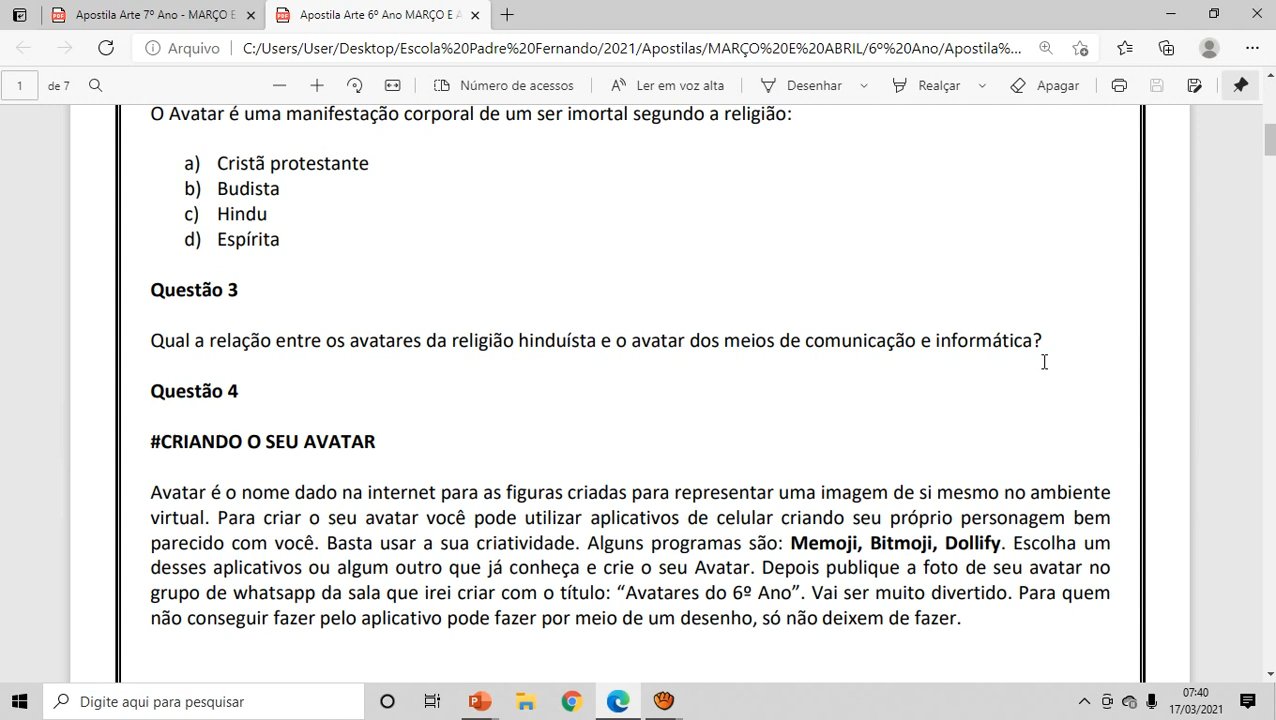 Apostila Arte 7º Ano - MARÇO E
Apostila Arte 6º Ano MARÇO E A
Arquivo
C:/Users/User/Desktop/Escola%20Padre%20Fernando/2021/Apostilas/MARÇO%20E%20ABRIL/6º%20Ano/Apostila%...
1 de 7
Número de acessos
Ler em voz alta
Desenhar
Realçar
Apagar
O Avatar é uma manifestação corporal de um ser imortal segundo a religião:
a) Cristã protestante
b) Budista
c) Hindu
d) Espírita
Questão 3
Qual a relação entre os avatares da religião hinduísta e o avatar dos meios de comunicação e informática?
Questão 4
#CRIANDO O SEU AVATAR
Avatar é o nome dado na internet para as figuras criadas para representar uma imagem de si mesmo no ambiente
virtual. Para criar o seu avatar você pode utilizar aplicativos de celular criando seu próprio personagem bem
parecido com você. Basta usar a sua criatividade. Alguns programas são: Memoji, Bitmoji, Dollify. Escolha um
desses aplicativos ou algum outro que já conheça e crie o seu Avatar. Depois publique a foto de seu avatar no
grupo de whatsapp da sala que irei criar com o título: “Avatares do 6º Ano”. Vai ser muito divertido. Para quem
não conseguir fazer pelo aplicativo pode fazer por meio de um desenho, só não deixem de fazer.
Digite aqui para pesquisar
07:40
17/03/2021